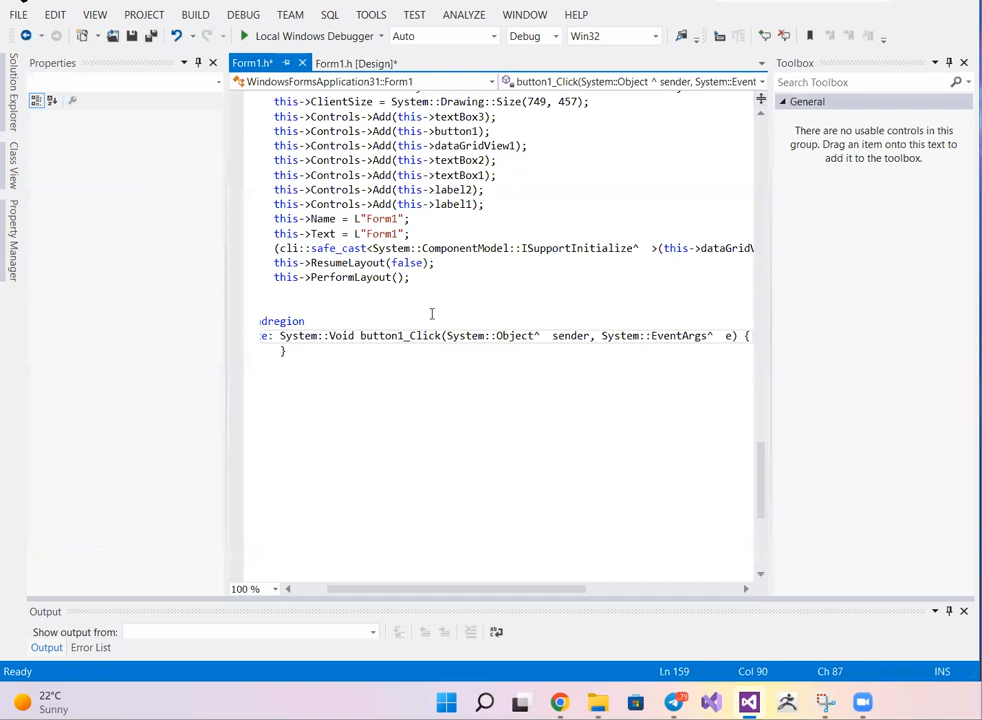 FILE EDIT VIEW PROJECT BUILD DEBUG TEAM SQL TOOLS TEST ANALYZE WINDOW HELP
Local Windows Debugger Auto Debug Win32
Solution Explorer
Class View
Property Manager
Properties
Form1.h* Form1.h [Design]*
WindowsFormsApplication31::Form1 button1_Click(System::Object ^ sender, System::Event
this->ClientSize = System::Drawing::Size(749, 457);
this->Controls->Add(this->textBox3);
this->Controls->Add(this->button1);
this->Controls->Add(this->dataGridView1);
this->Controls->Add(this->textBox2);
this->Controls->Add(this->textBox1);
this->Controls->Add(this->label2);
this->Controls->Add(this->label1);
this->Name = L"Form1";
this->Text = L"Form1";
(cli::safe_cast<System::ComponentModel::ISupportInitialize^  >(this->dataGridV
this->ResumeLayout(false);
this->PerformLayout();
ndregion
te: System::Void button1_Click(System::Object^  sender, System::EventArgs^  e) {
}
100 %
Toolbox
Search Toolbox
General
There are no usable controls in this
group. Drag an item onto this text to
add it to the toolbox.
Output
Show output from:
Output Error List
Ready Ln 159 Col 90 Ch 87 INS
22°C
Sunny
79